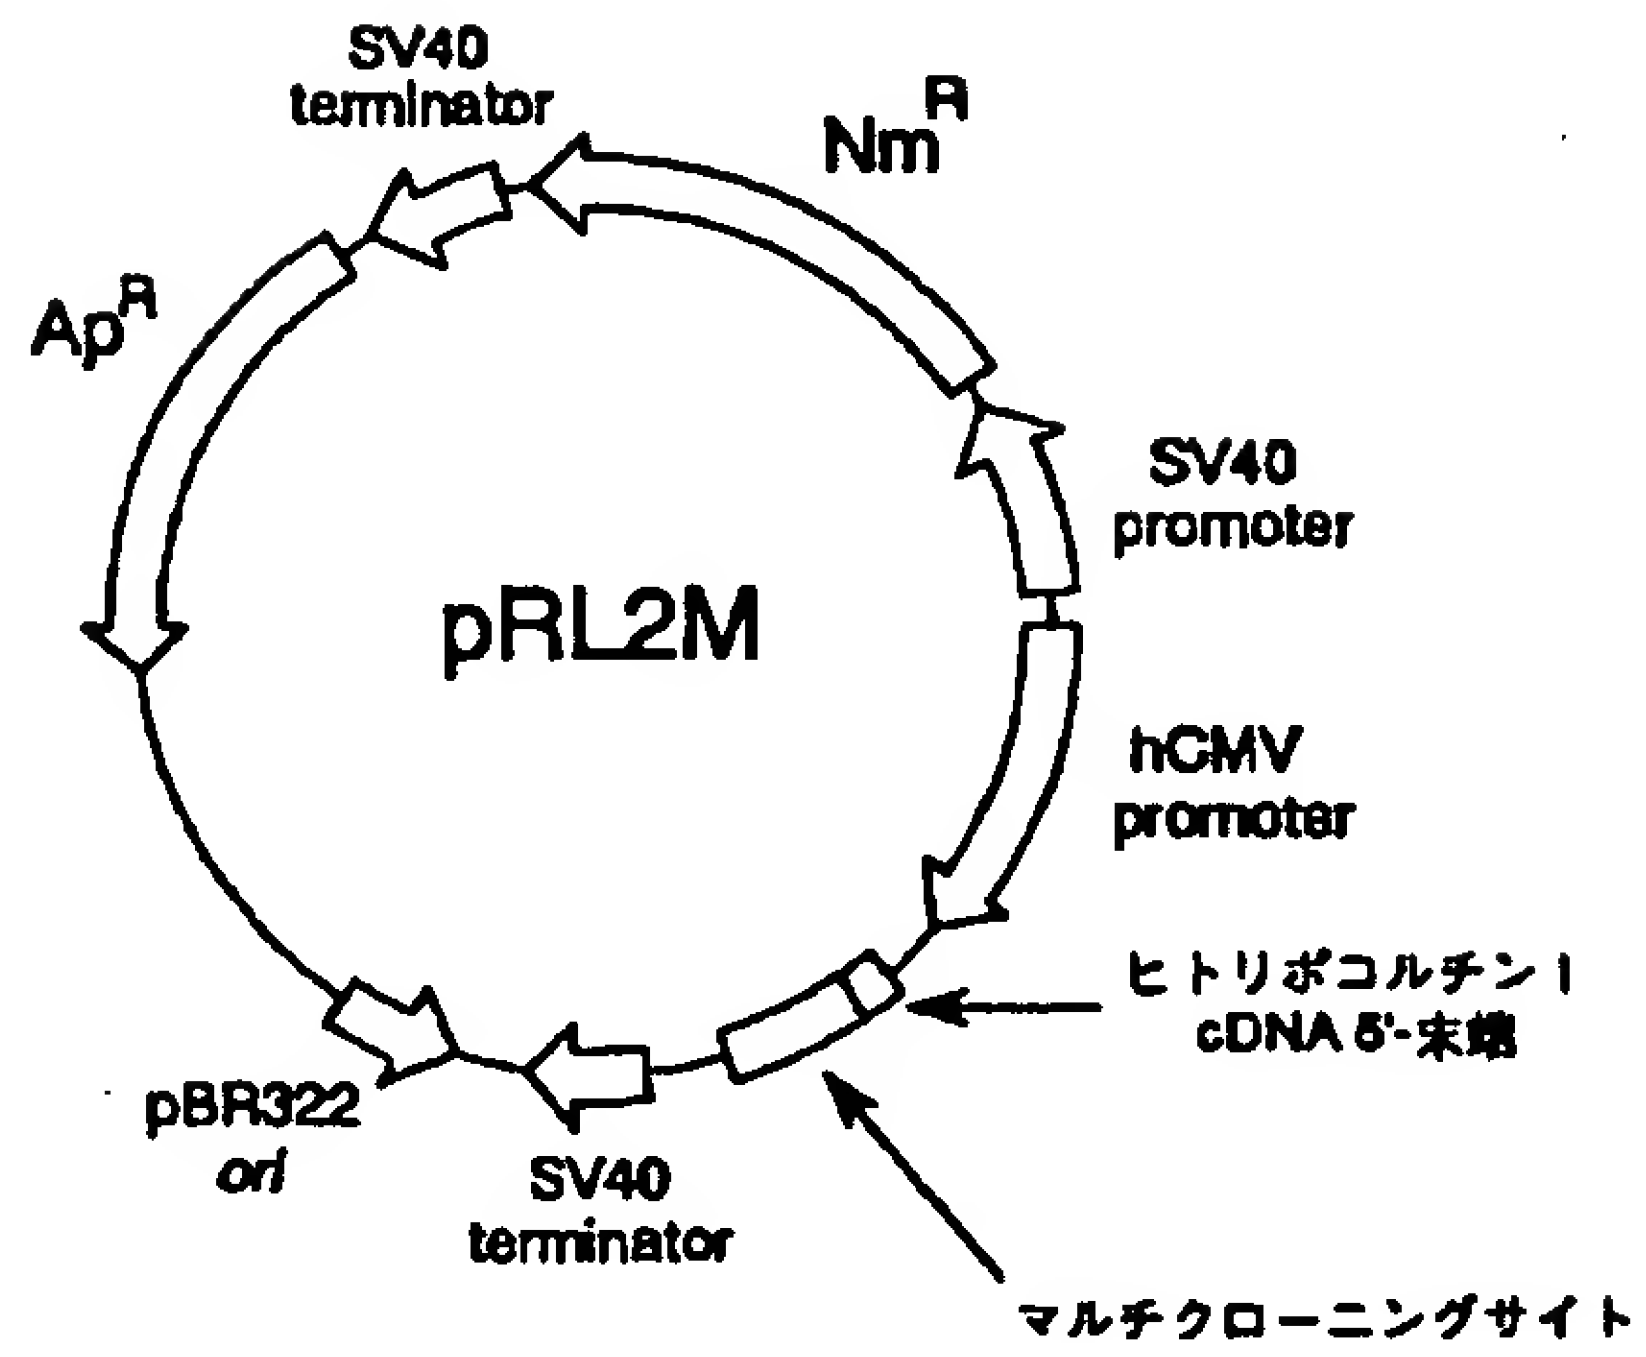 SV40
terminator
Nm^R
Ap^R
SV40
promoter
pRL2M
hCMV
promoter
ヒトリポコルチン I
cDNA 5'-末端
pBR322
ori
SV40
terminator
マルチクローニングサイト